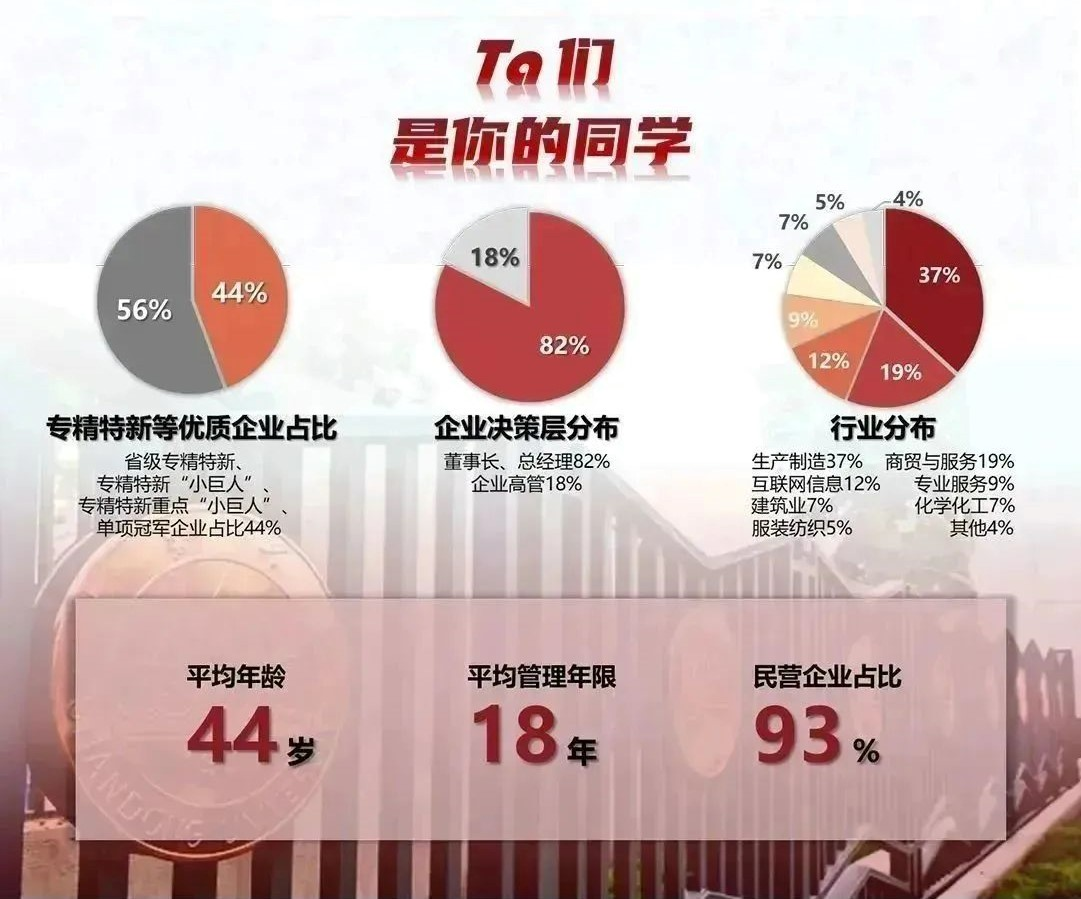 Ta们
是你的同学
56%
44%
专精特新等优质企业占比
省级专精特新、
专精特新“小巨人”、
专精特新重点“小巨人”、
单项冠军企业占比44%
18%
82%
企业决策层分布
董事长、总经理82%
企业高管18%
4%
5%
7%
7%
37%
9%
12%
19%
行业分布
生产制造37% 商贸与服务19%
互联网信息12% 专业服务9%
建筑业7% 化学化工7%
服装纺织5% 其他4%
平均年龄
44岁
平均管理年限
18年
民营企业占比
93%